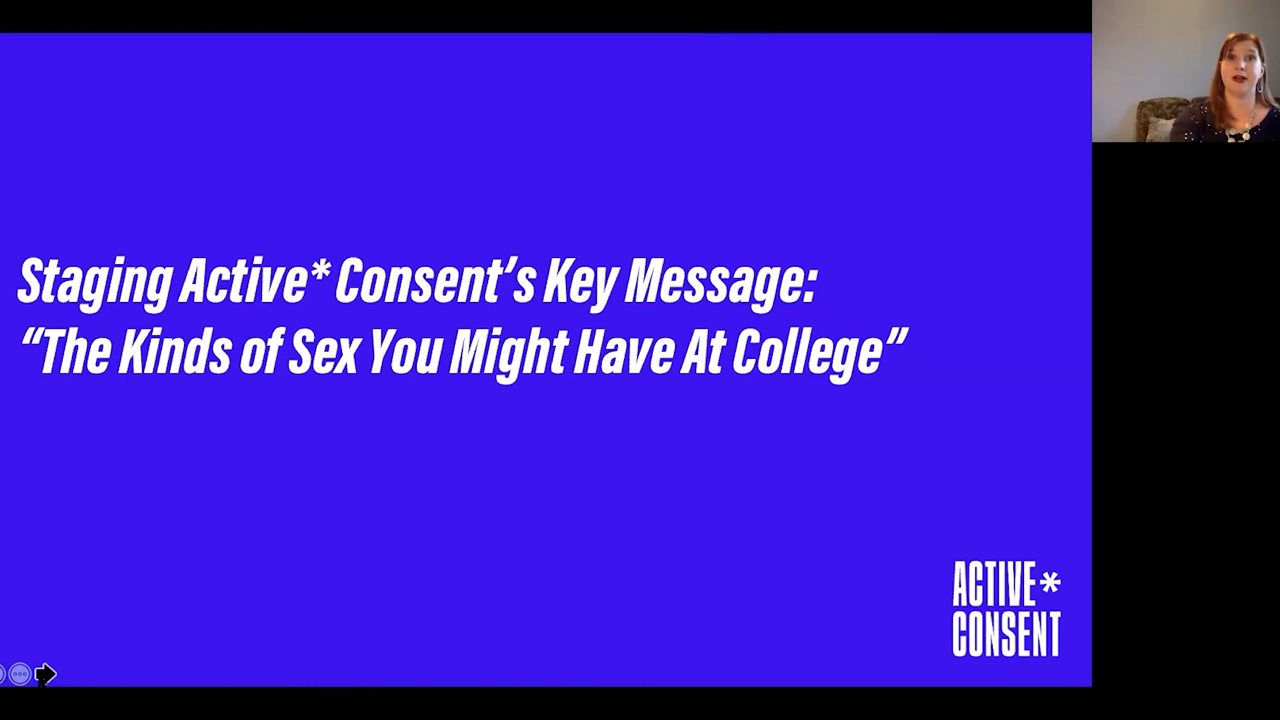 Staging Active* Consent’s Key Message:
“The Kinds of Sex You Might Have At College”
ACTIVE*
CONSENT